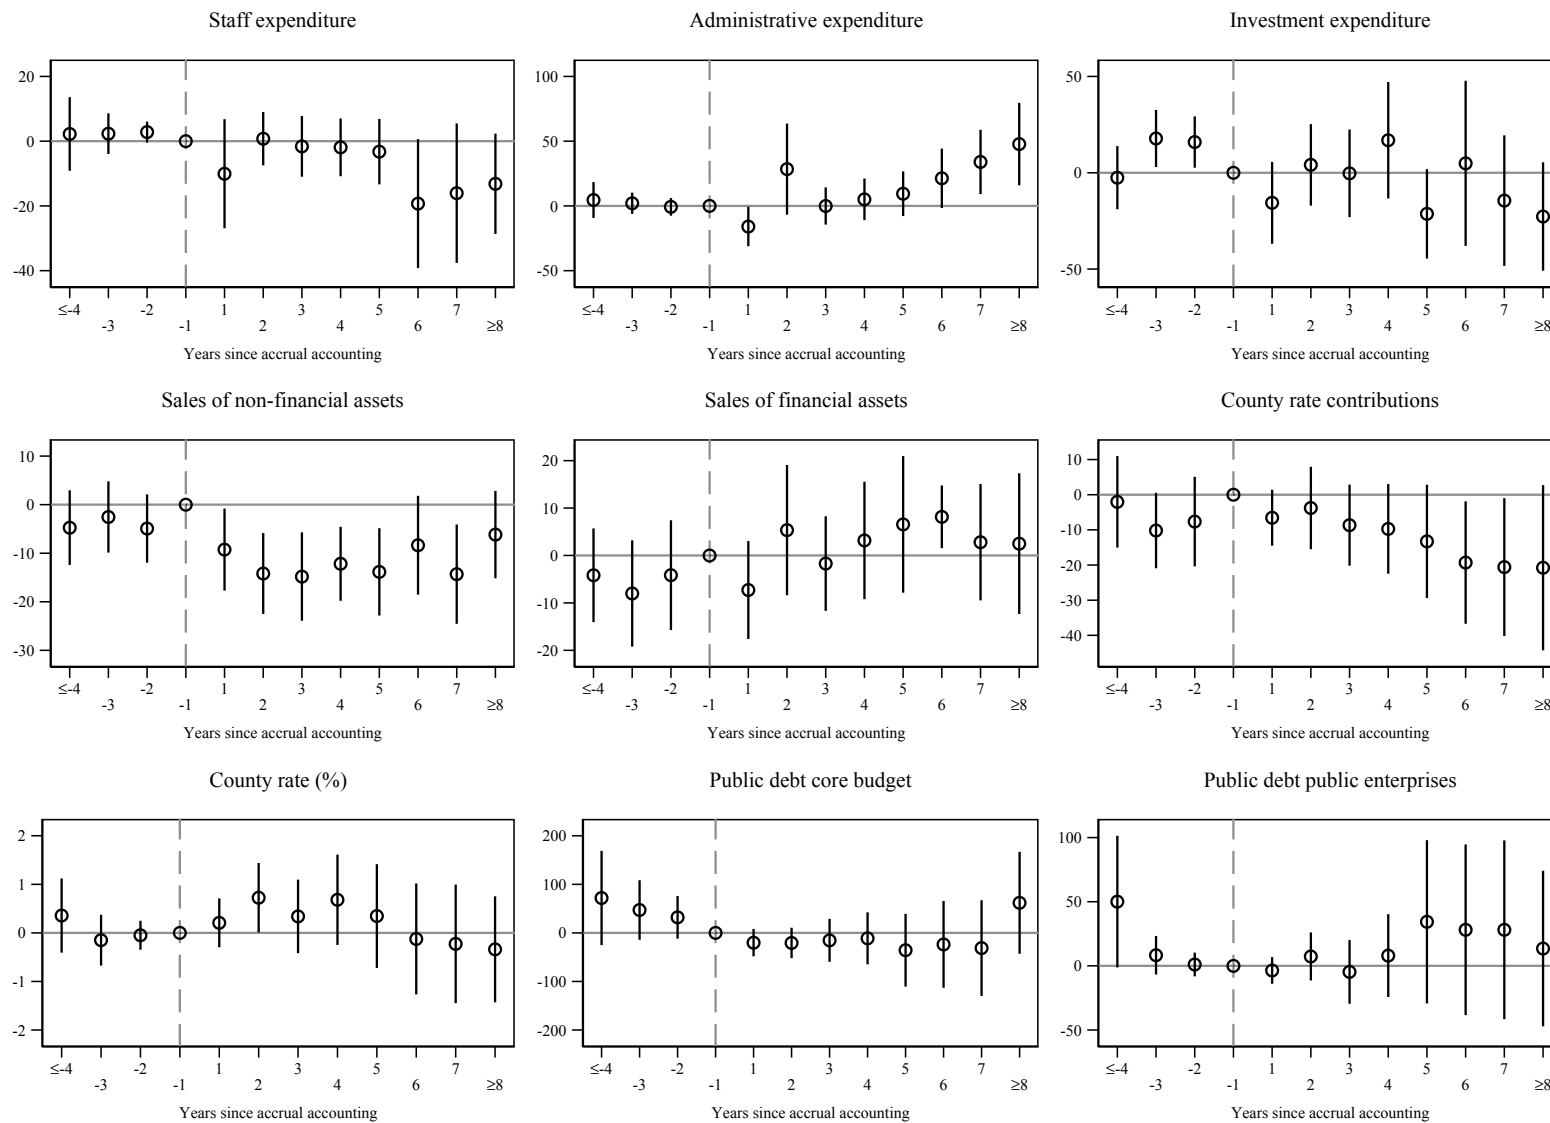 Staff expenditure
20
0
-20
-40
≤-4 -3 -2 -1 1 2 3 4 5 6 7 ≥8
Years since accrual accounting
Administrative expenditure
100
50
0
-50
≤-4 -3 -2 -1 1 2 3 4 5 6 7 ≥8
Years since accrual accounting
Investment expenditure
50
0
-50
≤-4 -3 -2 -1 1 2 3 4 5 6 7 ≥8
Years since accrual accounting
Sales of non-financial assets
10
0
-10
-20
-30
≤-4 -3 -2 -1 1 2 3 4 5 6 7 ≥8
Years since accrual accounting
Sales of financial assets
20
10
0
-10
-20
≤-4 -3 -2 -1 1 2 3 4 5 6 7 ≥8
Years since accrual accounting
County rate contributions
10
0
-10
-20
-30
-40
≤-4 -3 -2 -1 1 2 3 4 5 6 7 ≥8
Years since accrual accounting
County rate (%)
2
1
0
-1
-2
≤-4 -3 -2 -1 1 2 3 4 5 6 7 ≥8
Years since accrual accounting
Public debt core budget
200
100
0
-100
-200
≤-4 -3 -2 -1 1 2 3 4 5 6 7 ≥8
Years since accrual accounting
Public debt public enterprises
100
50
0
-50
≤-4 -3 -2 -1 1 2 3 4 5 6 7 ≥8
Years since accrual accounting